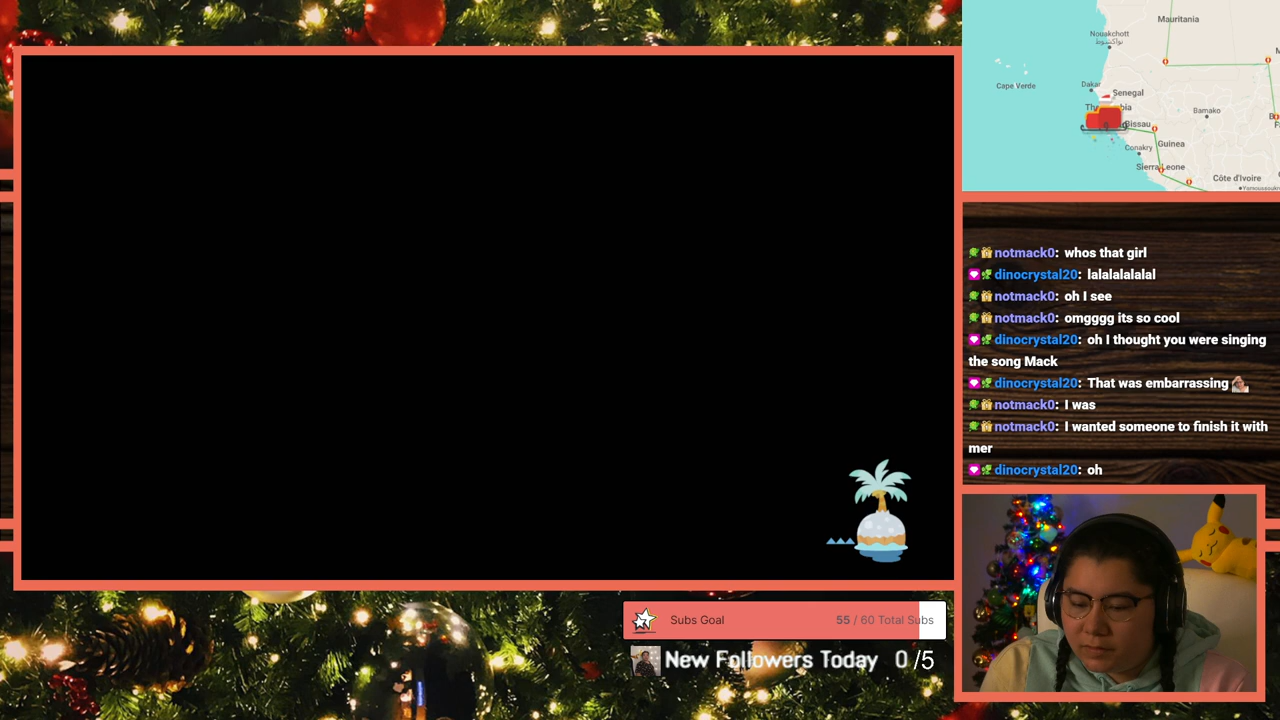 Mauritania
Nouakchott
نواكشوط
Cape Verde
Dakar
Senegal
Bissau
Bamako
Guinea
Conakry
Sierra Leone
Côte d'Ivoire
notmack0: whos that girl
dinocrystal20: lalalalalalal
notmack0: oh I see
notmack0: omgggg its so cool
dinocrystal20: oh I thought you were singing
the song Mack
dinocrystal20: That was embarrassing
notmack0: I was
notmack0: I wanted someone to finish it with
mer
dinocrystal20: oh
Subs Goal 55 / 60 Total Subs
New Followers Today 0 /5